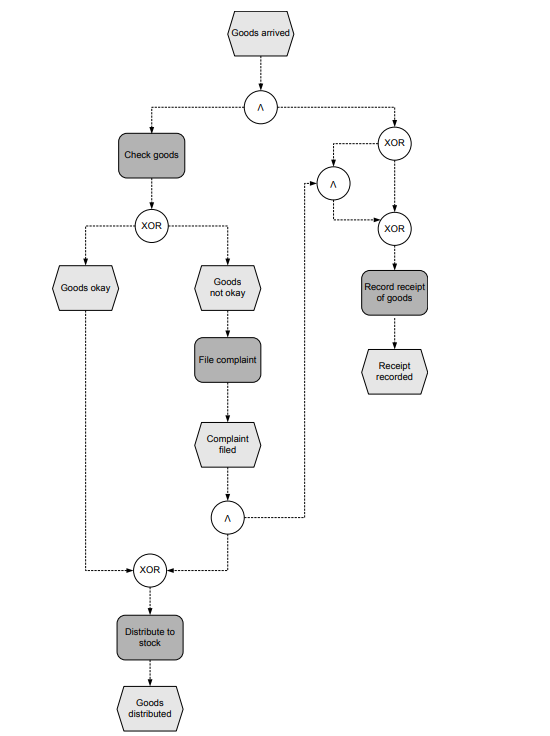 Goods arrived
Λ
Check goods
XOR
Λ
XOR
XOR
Goods okay
Goods
not okay
Record receipt
of goods
File complaint
Receipt
recorded
Complaint
filed
Λ
XOR
Distribute to
stock
Goods
distributed